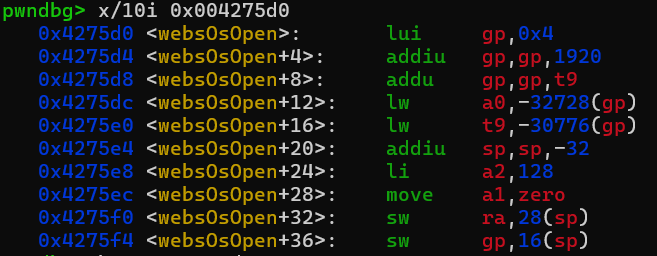 pwndbg> x/10i 0x004275d0
0x4275d0 <websOsOpen>: lui gp,0x4
0x4275d4 <websOsOpen+4>: addiu gp,gp,1920
0x4275d8 <websOsOpen+8>: addu gp,gp,t9
0x4275dc <websOsOpen+12>: lw a0,-32728(gp)
0x4275e0 <websOsOpen+16>: lw t9,-30776(gp)
0x4275e4 <websOsOpen+20>: addiu sp,sp,-32
0x4275e8 <websOsOpen+24>: li a2,128
0x4275ec <websOsOpen+28>: move a1,zero
0x4275f0 <websOsOpen+32>: sw ra,28(sp)
0x4275f4 <websOsOpen+36>: sw gp,16(sp)